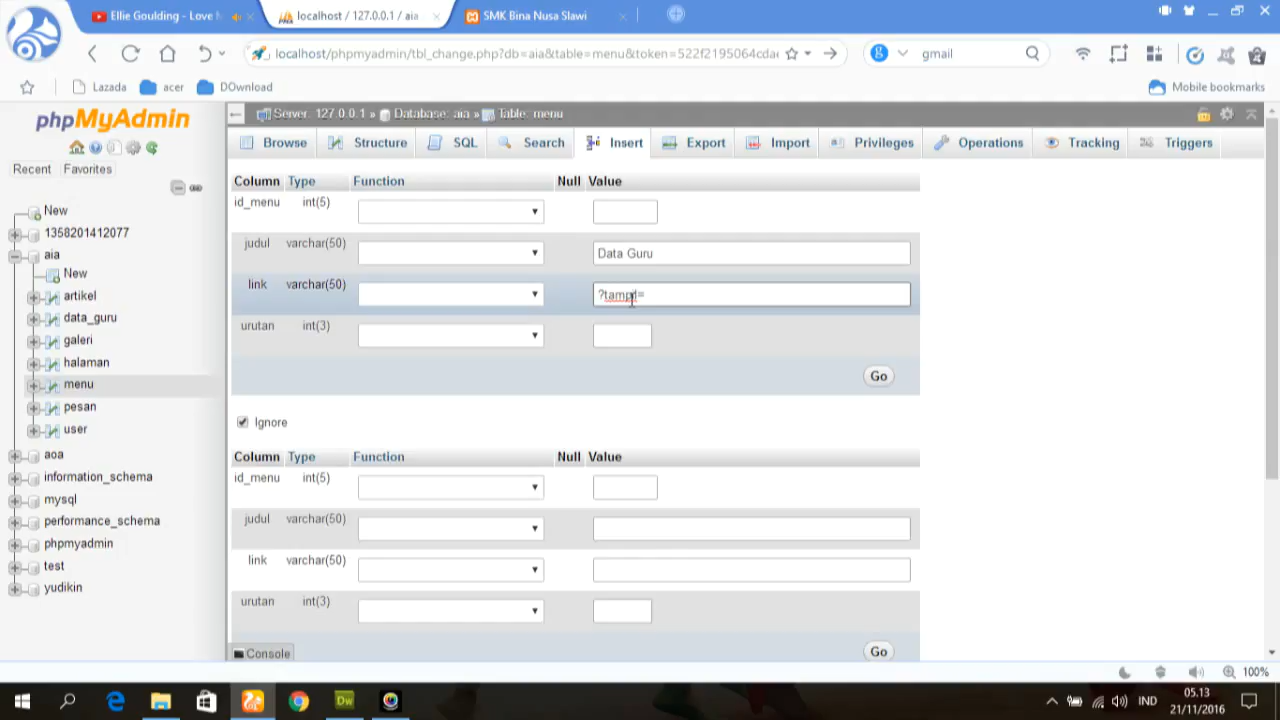 Ellie Goulding - Love M
localhost / 127.0.0.1 / aia
SMK Bina Nusa Slawi
localhost/phpmyadmin/tbl_change.php?db=aia&table=menu&token=522f2195064cdae
gmail
Lazada
acer
DOwnload
Mobile bookmarks
phpMyAdmin
Recent
Favorites
New
1358201412077
aia
New
artikel
data_guru
galeri
halaman
menu
pesan
user
aoa
information_schema
mysql
performance_schema
phpmyadmin
test
yudikin
Server: 127.0.0.1 » Database: aia » Table: menu
Browse
Structure
SQL
Search
Insert
Export
Import
Privileges
Operations
Tracking
Triggers
Column Type Function Null Value
id_menu int(5)
judul varchar(50) Data Guru
link varchar(50) ?tampil=
urutan int(3)
Go
Ignore
Column Type Function Null Value
id_menu int(5)
judul varchar(50)
link varchar(50)
urutan int(3)
Console
Go
100%
Dw
IND
05.13
21/11/2016